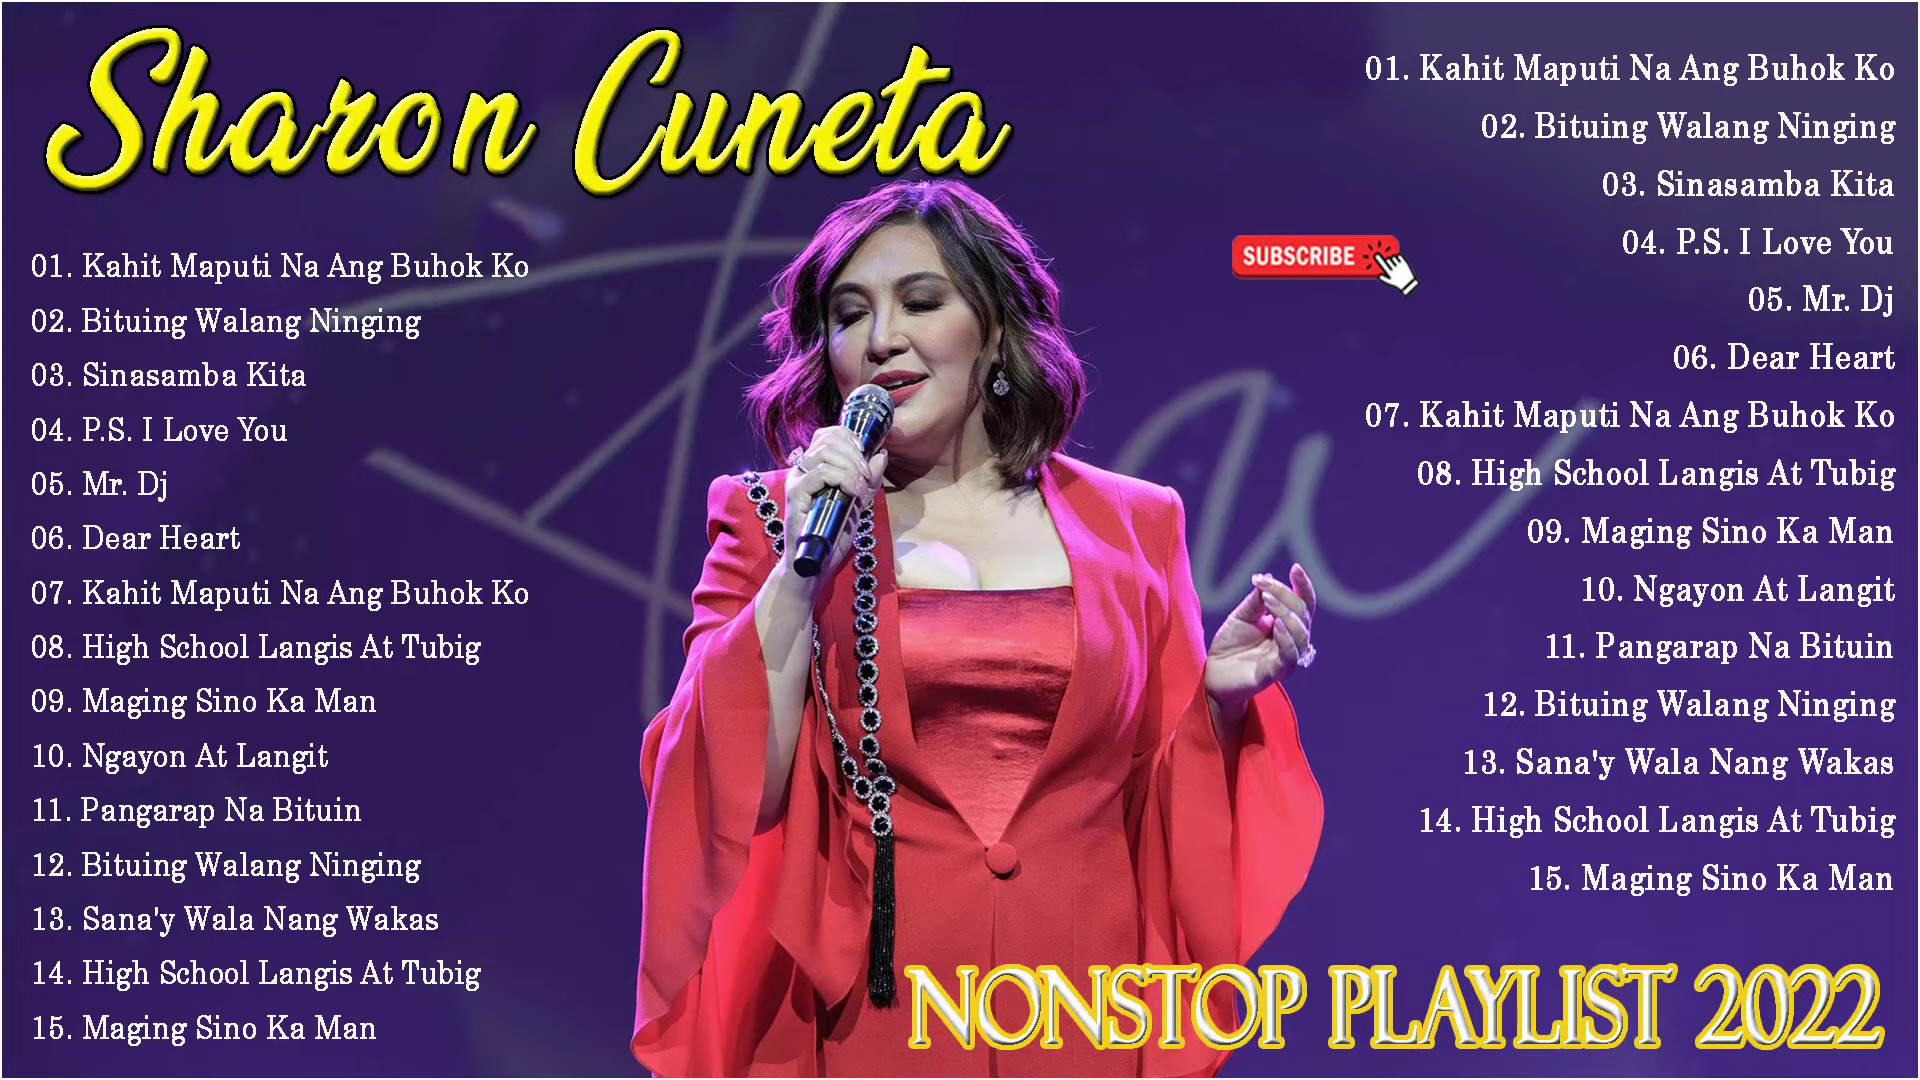 Sharon Cuneta
01. Kahit Maputi Na Ang Buhok Ko
02. Bituing Walang Ninging
03. Sinasamba Kita
04. P.S. I Love You
05. Mr. Dj
06. Dear Heart
07. Kahit Maputi Na Ang Buhok Ko
08. High School Langis At Tubig
09. Maging Sino Ka Man
10. Ngayon At Langit
11. Pangarap Na Bituin
12. Bituing Walang Ninging
13. Sana'y Wala Nang Wakas
14. High School Langis At Tubig
15. Maging Sino Ka Man
01. Kahit Maputi Na Ang Buhok Ko
02. Bituing Walang Ninging
03. Sinasamba Kita
04. P.S. I Love You
SUBSCRIBE
05. Mr. Dj
06. Dear Heart
07. Kahit Maputi Na Ang Buhok Ko
08. High School Langis At Tubig
09. Maging Sino Ka Man
10. Ngayon At Langit
11. Pangarap Na Bituin
12. Bituing Walang Ninging
13. Sana'y Wala Nang Wakas
14. High School Langis At Tubig
15. Maging Sino Ka Man
NONSTOP PLAYLIST 2022